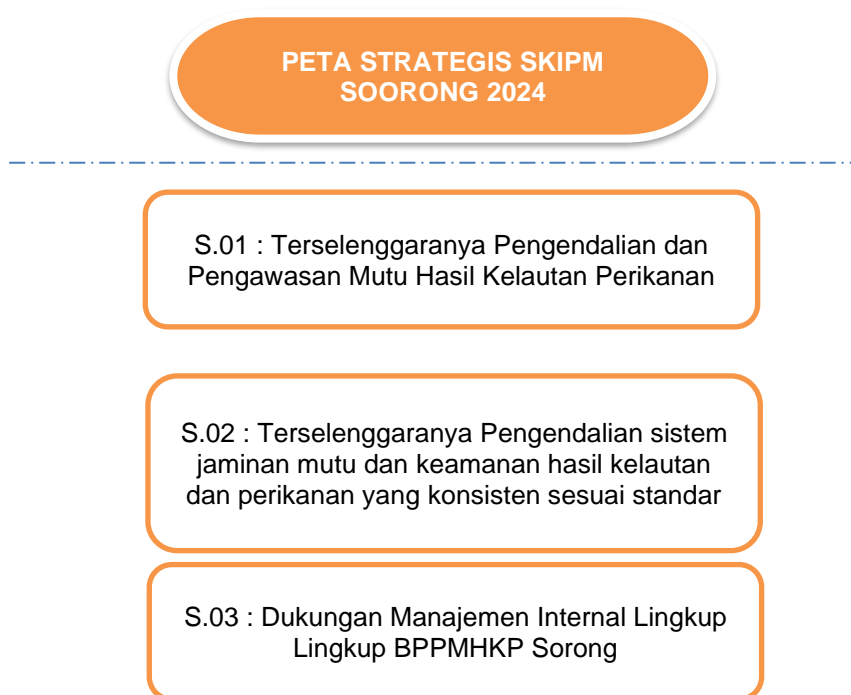 PETA STRATEGIS SKIPM
SOORONG 2024
S.01 : Terselenggaranya Pengendalian dan
Pengawasan Mutu Hasil Kelautan Perikanan
S.02 : Terselenggaranya Pengendalian sistem
jaminan mutu dan keamanan hasil kelautan
dan perikanan yang konsisten sesuai standar
S.03 : Dukungan Manajemen Internal Lingkup
Lingkup BPPMHKP Sorong